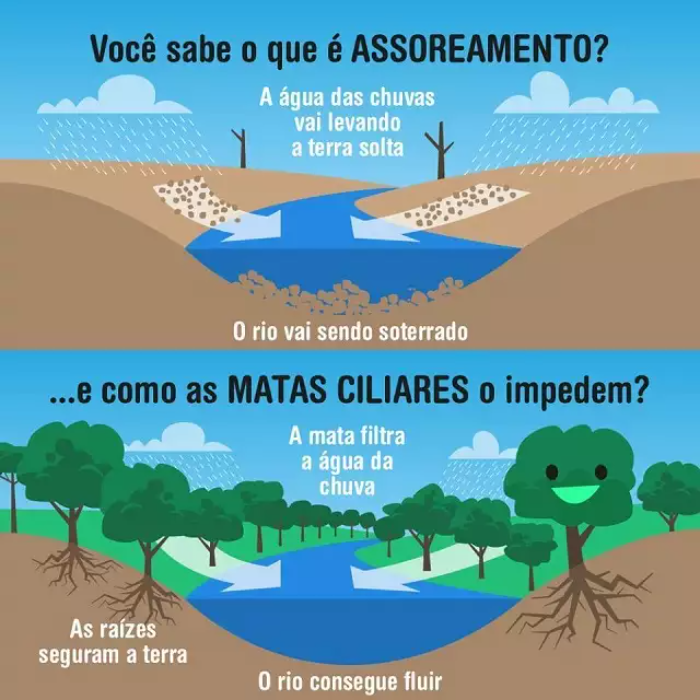 Você sabe o que é ASSOREAMENTO?
A água das chuvas
vai levando
a terra solta
O rio vai sendo soterrado
...e como as MATAS CILIARES o impedem?
A mata filtra
a água da
chuva
As raízes
seguram a terra
O rio consegue fluir